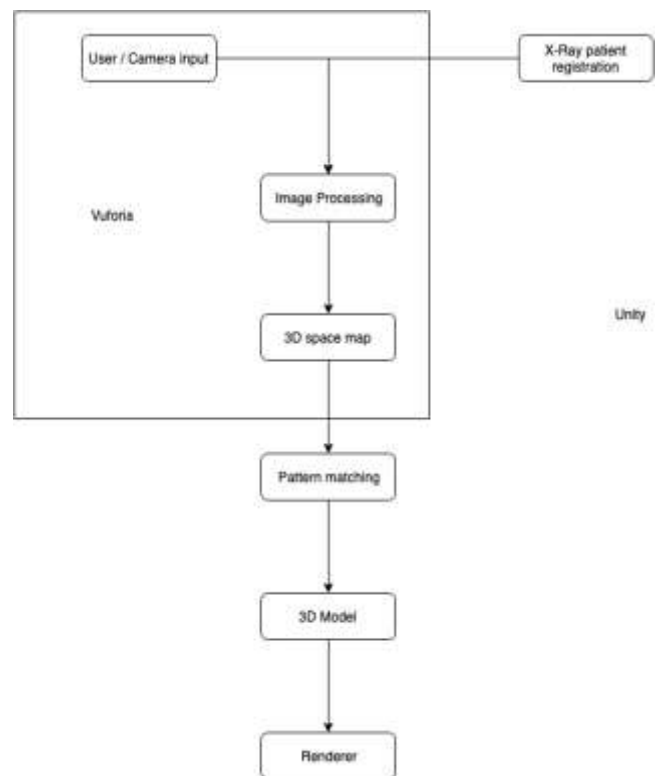 User / Camera input
X-Ray patient
registration
Image Processing
Vuforia
Unity
3D space map
Pattern matching
3D Model
Renderer